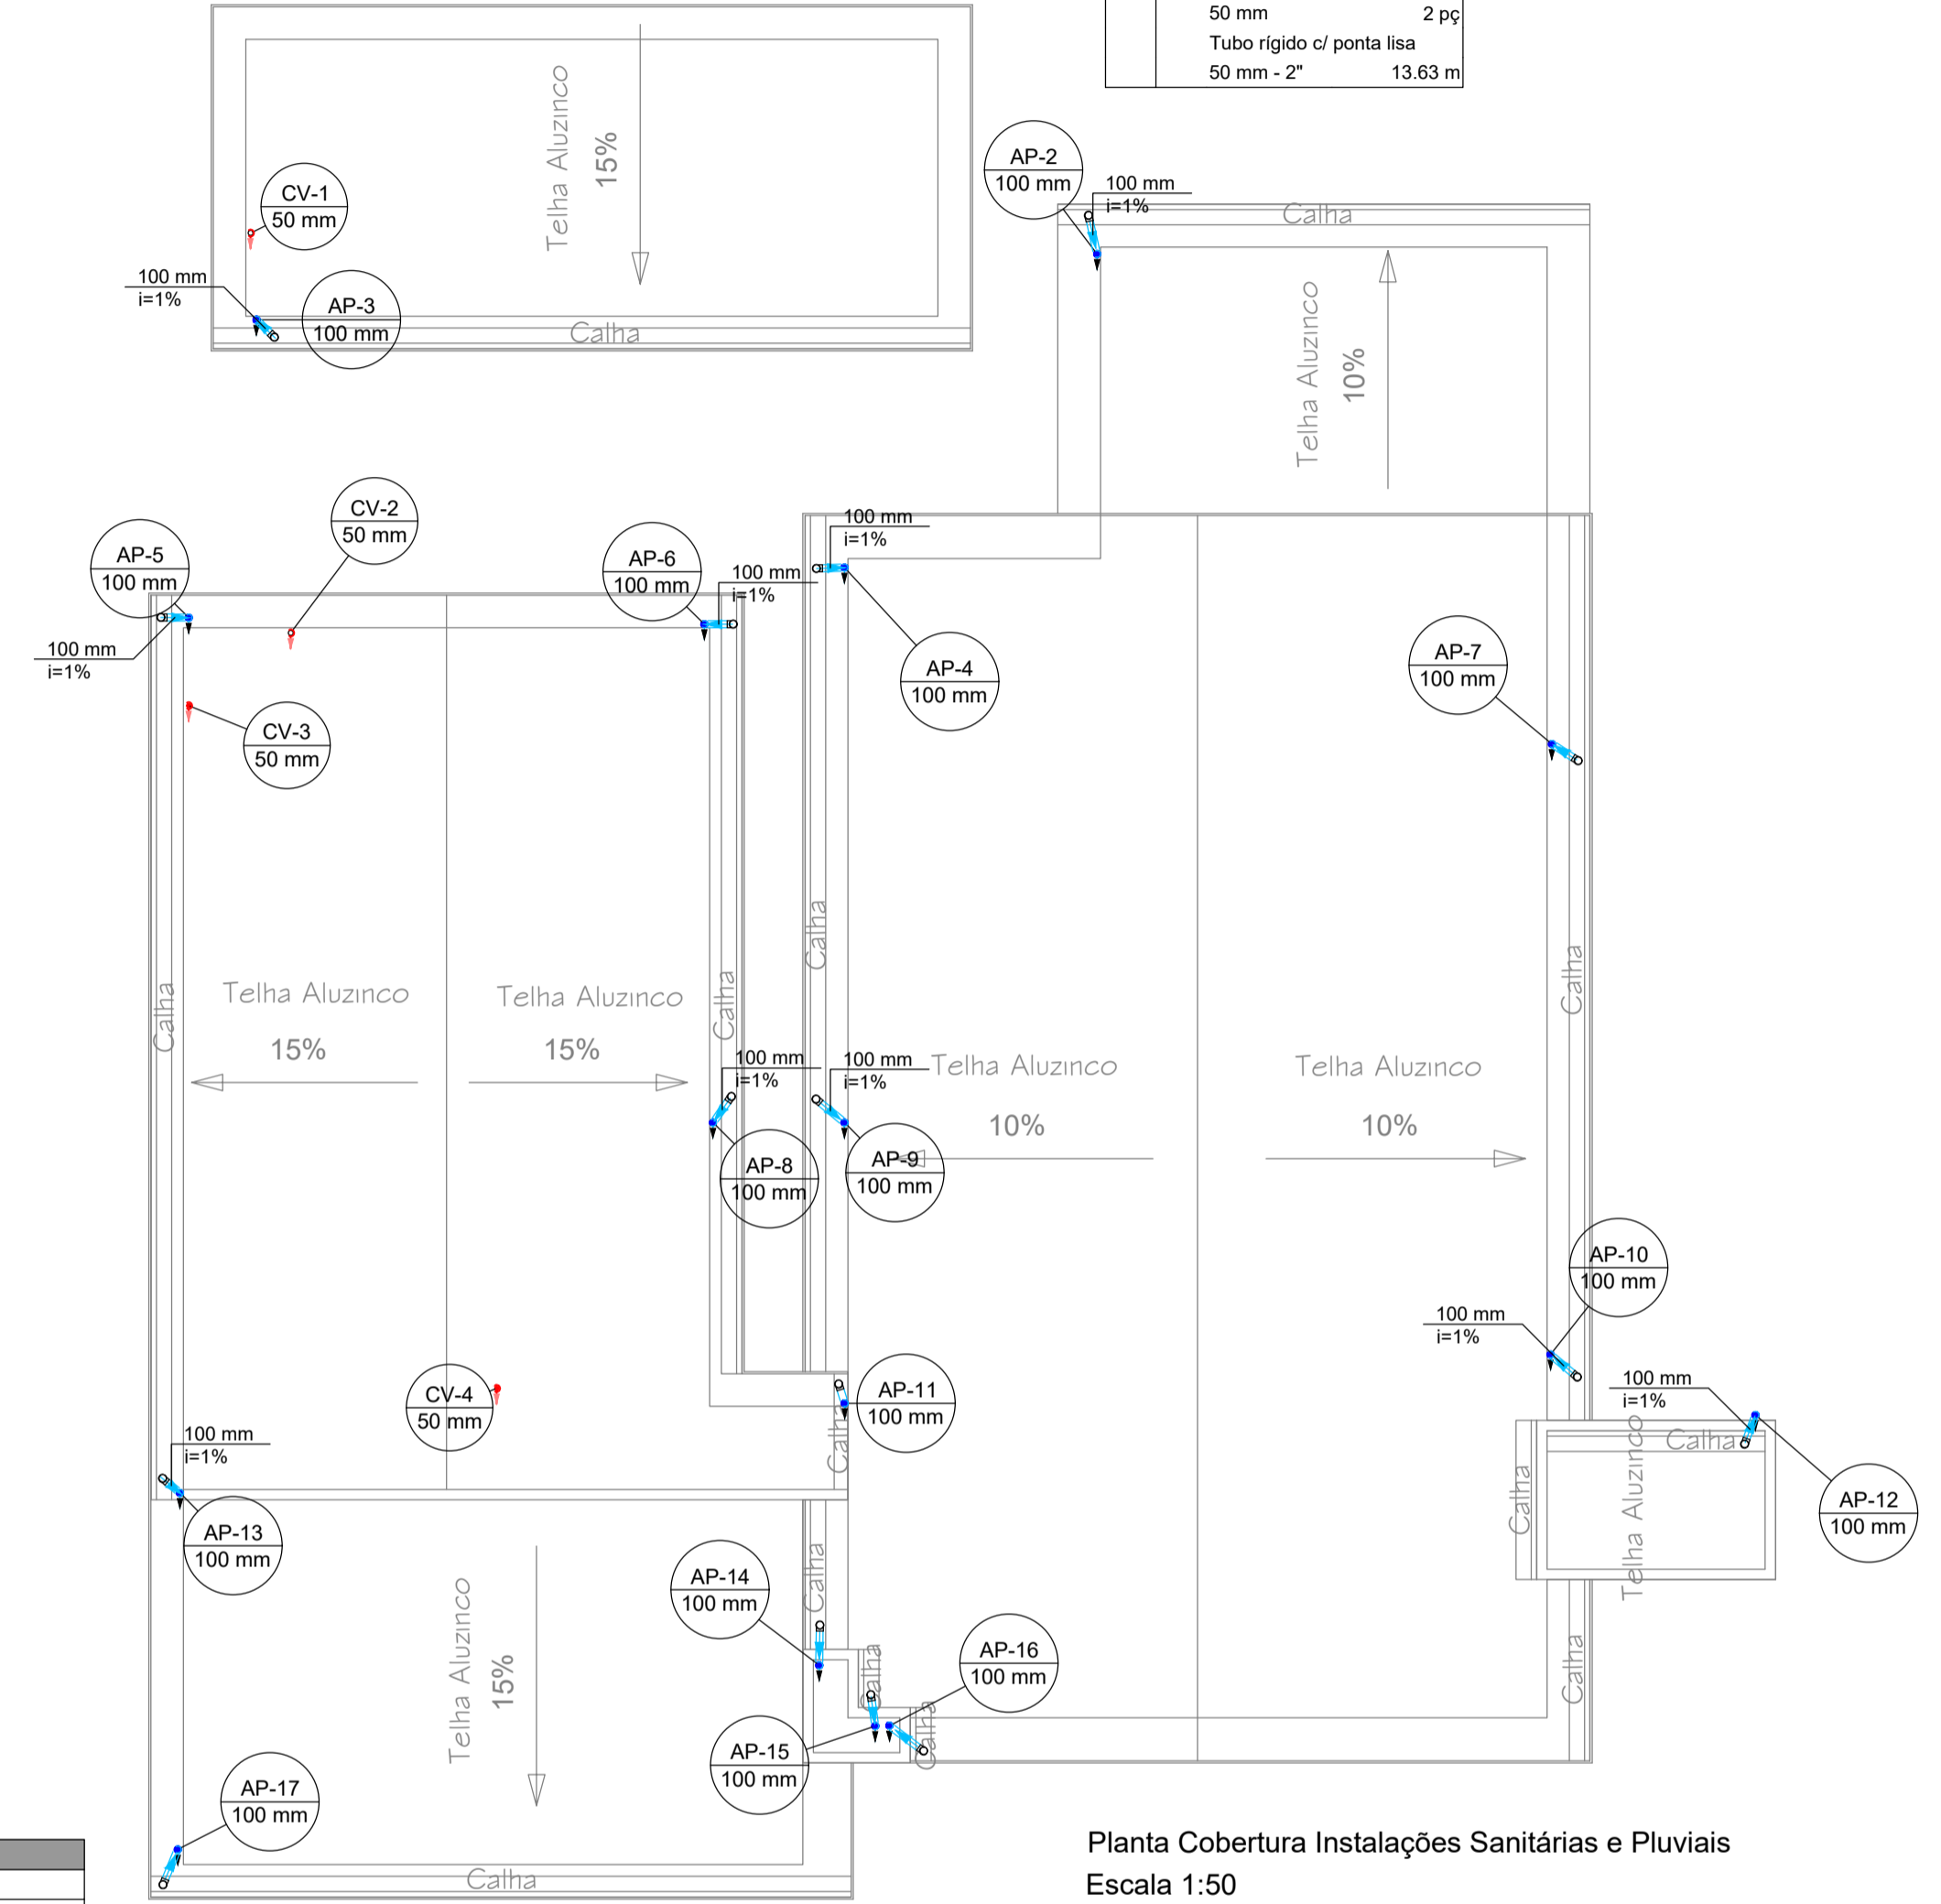 50 mm 2 pç
Tubo rígido c/ ponta lisa
50 mm - 2" 13.63 m
Telha Aluzinco
15%
CV-1
50 mm
100 mm
i=1%
AP-3
100 mm
Calha
AP-2
100 mm
100 mm
i=1%
Calha
Telha Aluzinco
10%
CV-2
50 mm
AP-5
100 mm
100 mm
i=1%
AP-6
100 mm
100 mm
i=1%
100 mm
i=1%
AP-4
100 mm
AP-7
100 mm
CV-3
50 mm
Calha
Telha Aluzinco
15%
Telha Aluzinco
15%
Calha
Calha
Calha
100 mm
i=1%
100 mm
i=1%
Telha Aluzinco
10%
Telha Aluzinco
10%
AP-8
100 mm
AP-9
100 mm
AP-10
100 mm
100 mm
i=1%
CV-4
50 mm
AP-11
100 mm
Calha
100 mm
i=1%
Calha
Calha
Telha Aluzinco
AP-12
100 mm
100 mm
i=1%
AP-13
100 mm
Telha Aluzinco
15%
AP-14
100 mm
Calha
Calha
AP-16
100 mm
Calha
Calha
AP-15
100 mm
AP-17
100 mm
Calha
Planta Cobertura Instalações Sanitárias e Pluviais
Escala 1:50